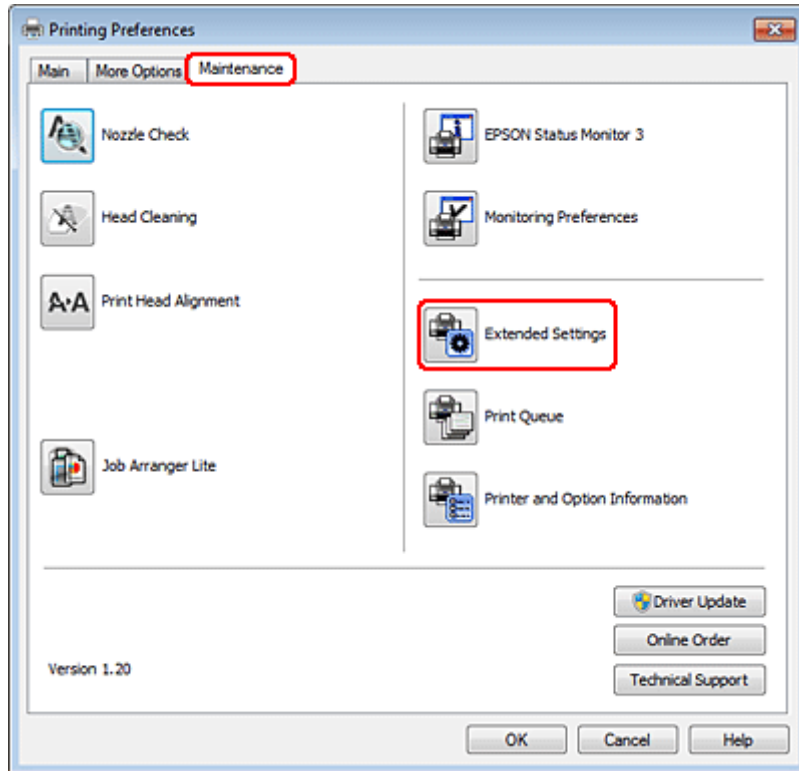 Printing Preferences
Main
More Options
Maintenance
Nozzle Check
Head Cleaning
A·A
Print Head Alignment
Job Arranger Lite
EPSON Status Monitor 3
Monitoring Preferences
Extended Settings
Print Queue
Printer and Option Information
Driver Update
Online Order
Technical Support
Version 1.20
OK
Cancel
Help